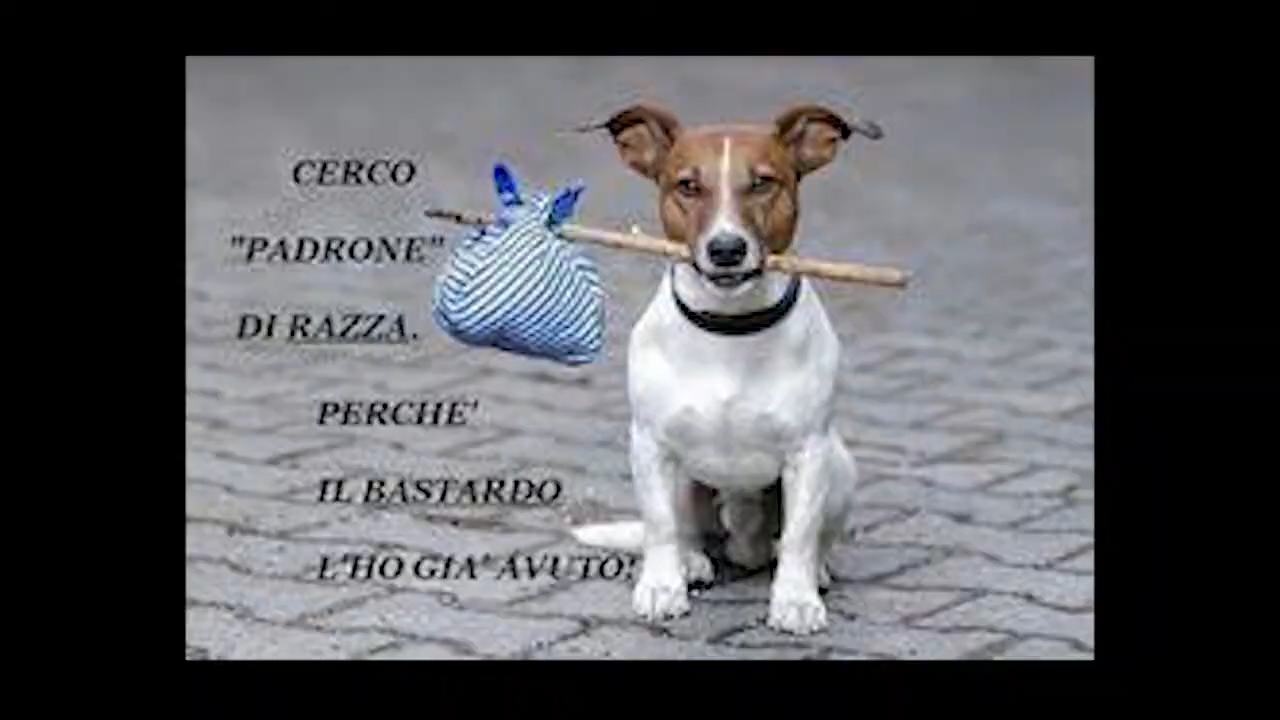 CERCO
"PADRONE"
DI RAZZA.
PERCHE'
IL BASTARDO
L'HO GIA' AVUTO!